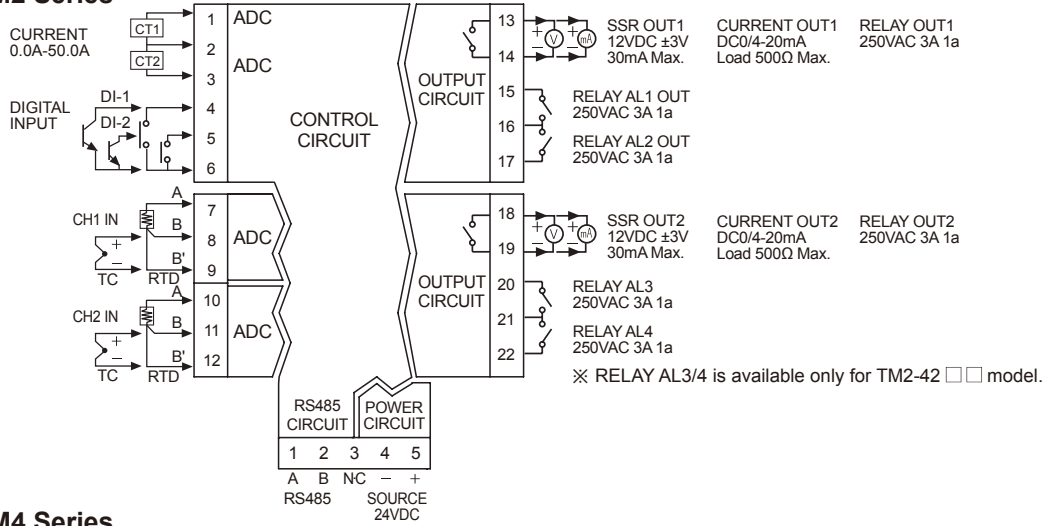 CURRENT
0.0A-50.0A
CT1
CT2
1
2
3
ADC
ADC
DIGITAL
INPUT
DI-1
DI-2
4
5
6
CONTROL
CIRCUIT
OUTPUT
CIRCUIT
13
14
15
16
17
+
−
V
+
−
mA
SSR OUT1
12VDC ±3V
30mA Max.
CURRENT OUT1
DC0/4-20mA
Load 500Ω Max.
RELAY OUT1
250VAC 3A 1a
RELAY AL1 OUT
250VAC 3A 1a
RELAY AL2 OUT
250VAC 3A 1a
CH1 IN
+
−
TC
A
B
B'
RTD
7
8
9
ADC
CH2 IN
+
−
TC
A
B
B'
RTD
10
11
12
ADC
OUTPUT
CIRCUIT
18
19
20
21
22
+
−
V
+
−
mA
SSR OUT2
12VDC ±3V
30mA Max.
CURRENT OUT2
DC0/4-20mA
Load 500Ω Max.
RELAY OUT2
250VAC 3A 1a
RELAY AL3
250VAC 3A 1a
RELAY AL4
250VAC 3A 1a
※ RELAY AL3/4 is available only for TM2-42 □ □ model.
RS485
CIRCUIT
POWER
CIRCUIT
1 2 3 4 5
A B N·C − +
RS485
SOURCE
24VDC
M4 Series